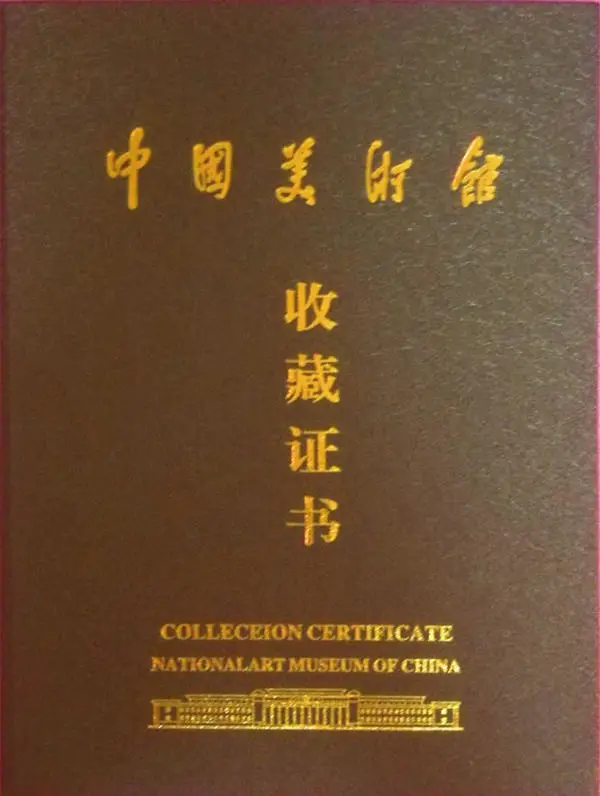 中國美術館
收藏证书
COLLECEION CERTIFICATE
NATIONALART MUSEUM OF CHINA